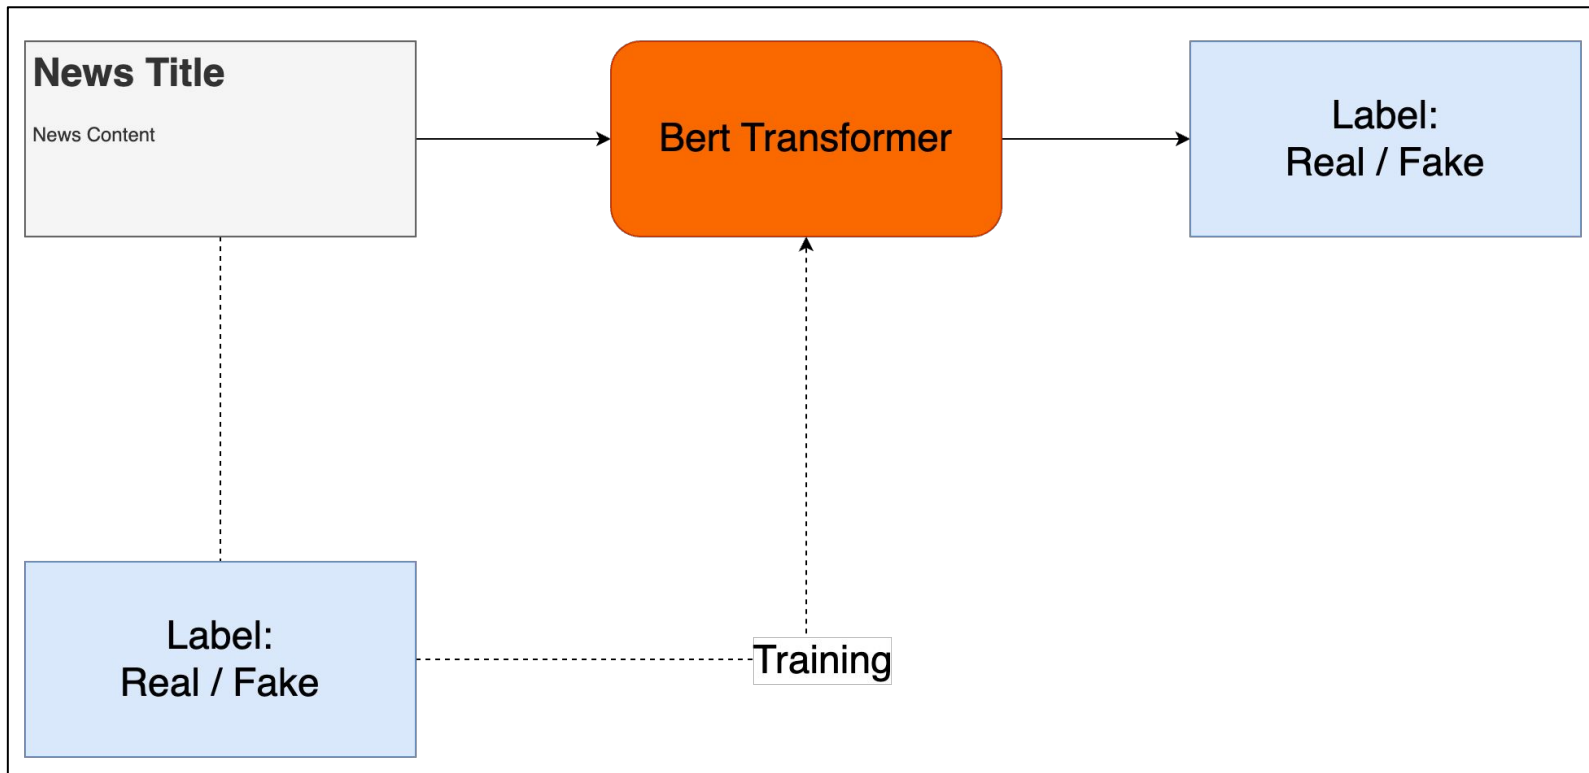 News Title
News Content
Bert Transformer
Label:
Real / Fake
Label:
Real / Fake
Training